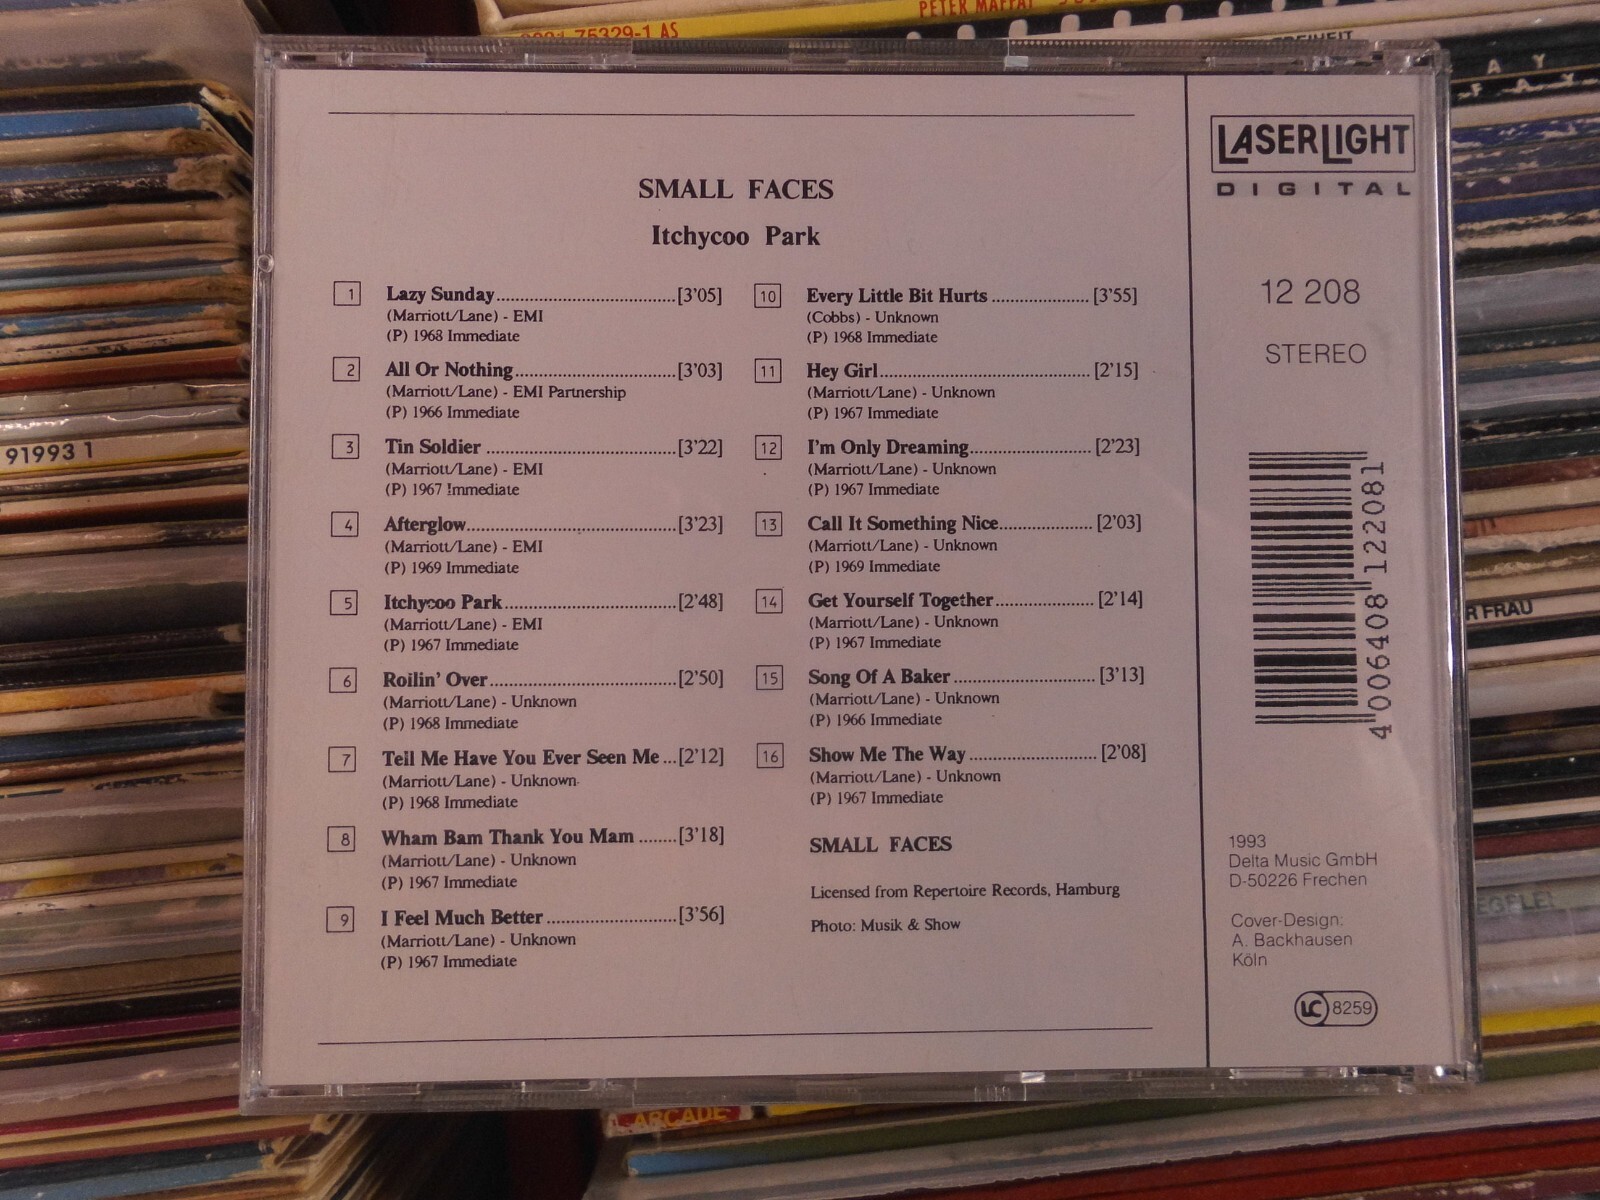 PETER MAFFAY
75329-1 AS
FREIHEIT
91993 1
R FRAU
ARCADE
SMALL FACES
Itchycoo Park
1 Lazy Sunday [3'05]
(Marriott/Lane) - EMI
(P) 1968 Immediate
2 All Or Nothing [3'03]
(Marriott/Lane) - EMI Partnership
(P) 1966 Immediate
3 Tin Soldier [3'22]
(Marriott/Lane) - EMI
(P) 1967 Immediate
4 Afterglow [3'23]
(Marriott/Lane) - EMI
(P) 1969 Immediate
5 Itchycoo Park [2'48]
(Marriott/Lane) - EMI
(P) 1967 Immediate
6 Roilin' Over [2'50]
(Marriott/Lane) - Unknown
(P) 1968 Immediate
7 Tell Me Have You Ever Seen Me [2'12]
(Marriott/Lane) - Unknown
(P) 1968 Immediate
8 Wham Bam Thank You Mam [3'18]
(Marriott/Lane) - Unknown
(P) 1967 Immediate
9 I Feel Much Better [3'56]
(Marriott/Lane) - Unknown
(P) 1967 Immediate
10 Every Little Bit Hurts [3'55]
(Cobbs) - Unknown
(P) 1968 Immediate
11 Hey Girl [2'15]
(Marriott/Lane) - Unknown
(P) 1967 Immediate
12 I'm Only Dreaming [2'23]
(Marriott/Lane) - Unknown
(P) 1967 Immediate
13 Call It Something Nice [2'03]
(Marriott/Lane) - Unknown
(P) 1969 Immediate
14 Get Yourself Together [2'14]
(Marriott/Lane) - Unknown
(P) 1967 Immediate
15 Song Of A Baker [3'13]
(Marriott/Lane) - Unknown
(P) 1966 Immediate
16 Show Me The Way [2'08]
(Marriott/Lane) - Unknown
(P) 1967 Immediate
SMALL FACES
Licensed from Repertoire Records, Hamburg
Photo: Musik & Show
LASERLIGHT
DIGITAL
12 208
STEREO
4 006408 122081
1993
Delta Music GmbH
D-50226 Frechen
Cover-Design:
A. Backhausen
Köln
LC 8259